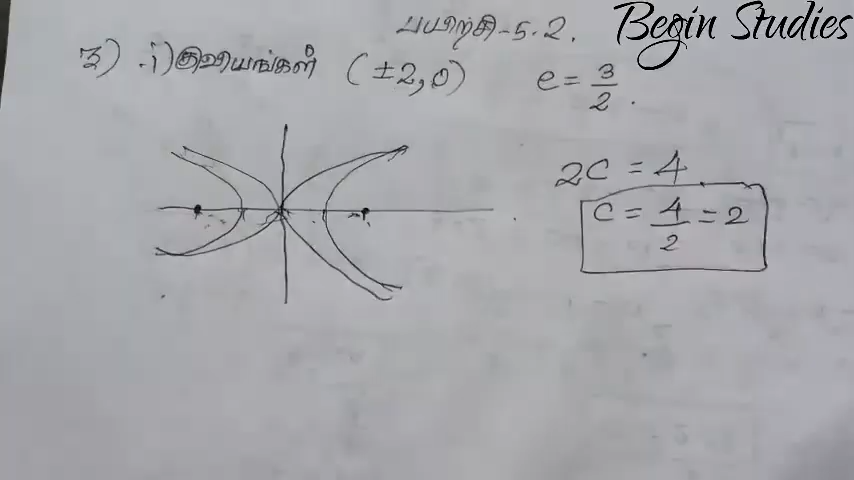 பயிற்சி-5.2.
Begin Studies
3) i) குவியங்கள் (±2,0) e = 3/2.
2c = 4
c = 4/2 = 2